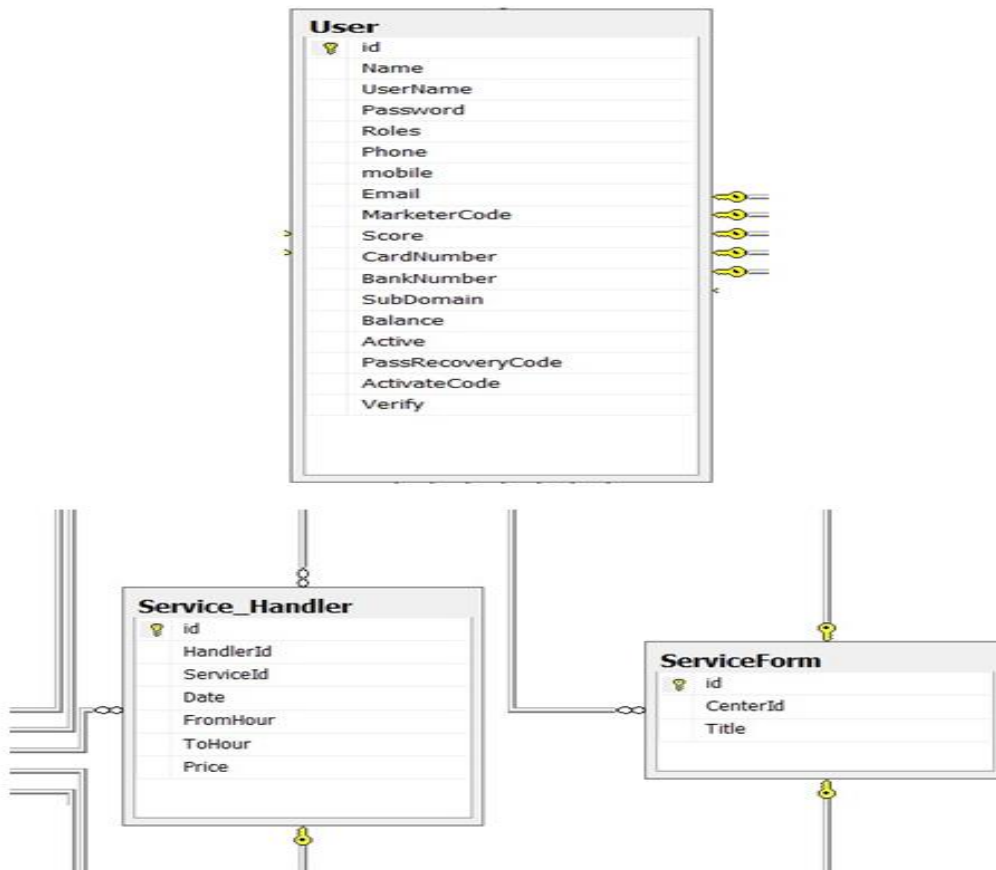 User
id
Name
UserName
Password
Roles
Phone
mobile
Email
MarketerCode
Score
CardNumber
BankNumber
SubDomain
Balance
Active
PassRecoveryCode
ActivateCode
Verify
Service_Handler
id
HandlerId
ServiceId
Date
FromHour
ToHour
Price
ServiceForm
id
CenterId
Title